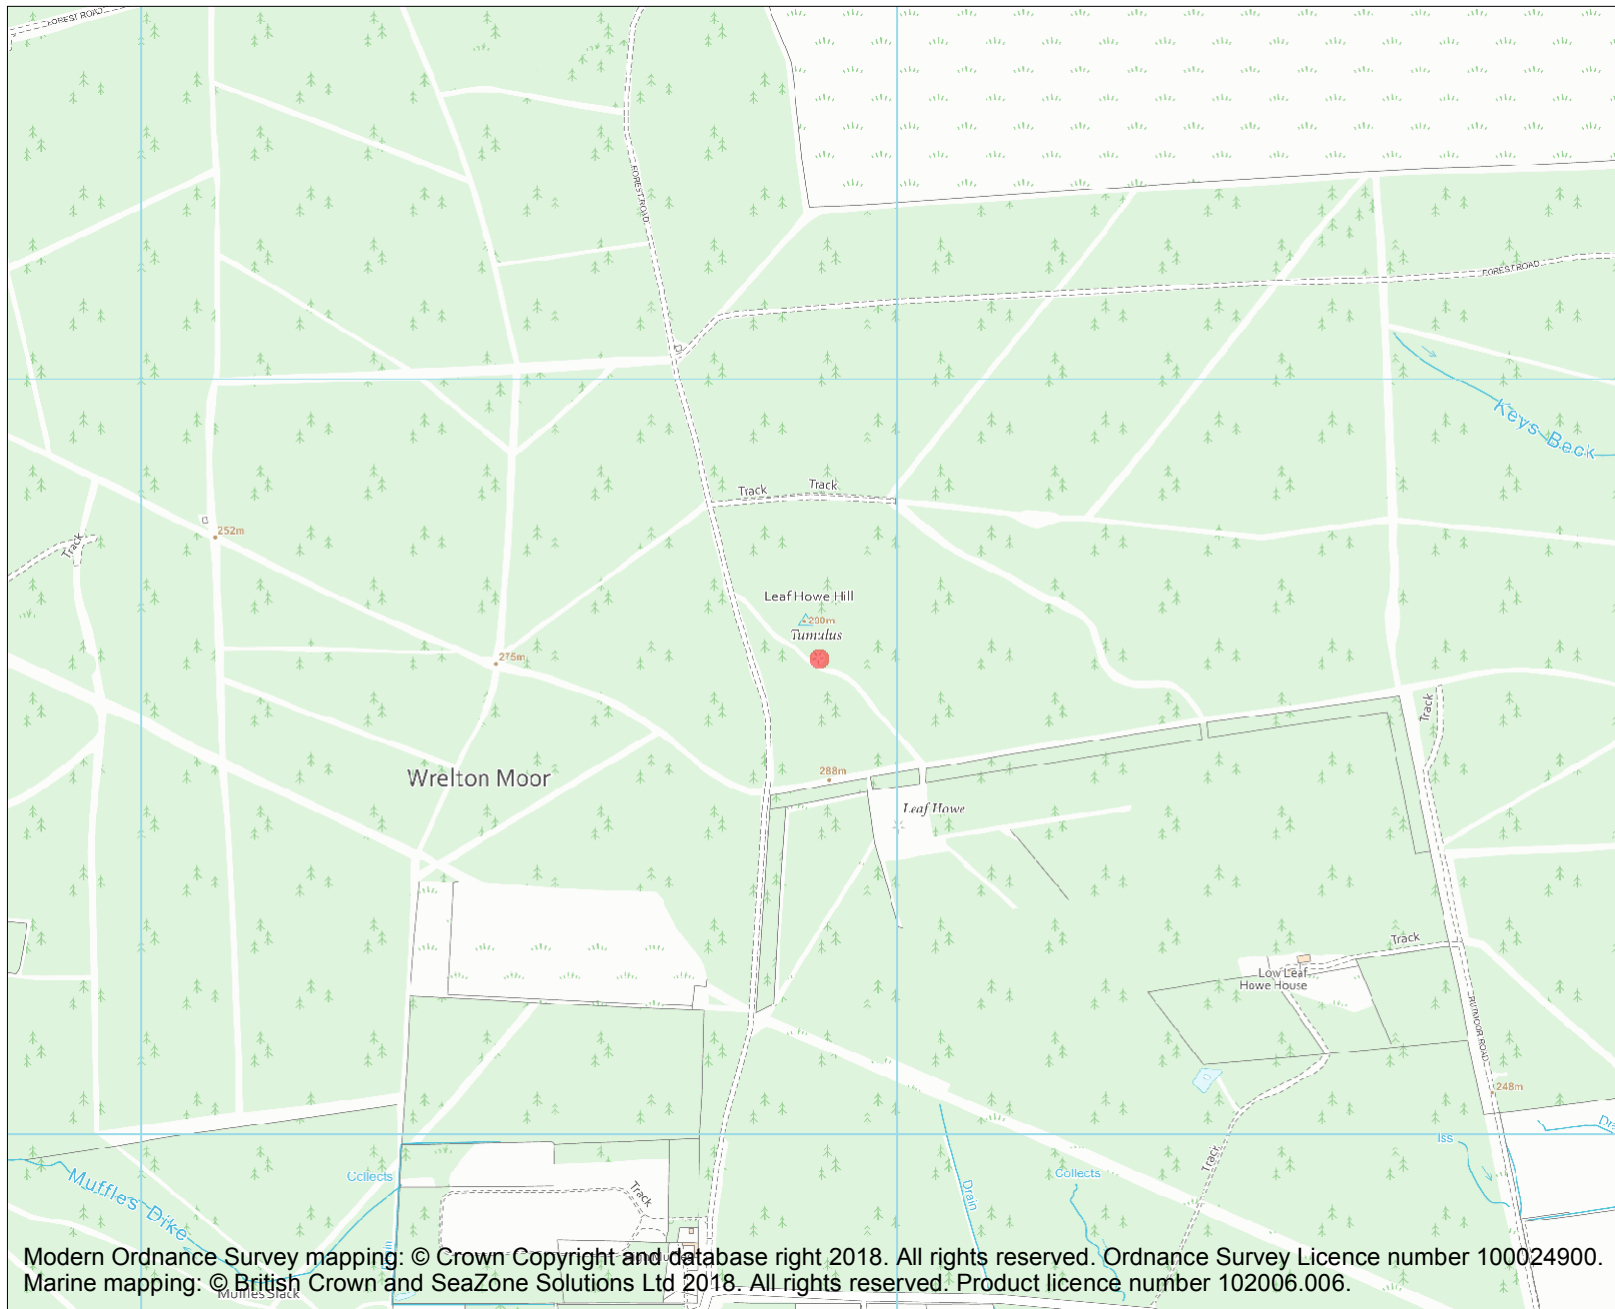 FOREST ROAD
FOREST ROAD
FOREST ROAD
Keys Beck
Track
Track
252m
Track
Leaf Howe Hill
Tumulus
275m
Track
288m
Wrelton Moor
Leaf Howe
Track
Low Leaf
Howe House
RUTMOOR ROAD
248m
Iss
Collects
Muffles Dike
Collects
Drain
Track
Track
Modern Ordnance Survey mapping: © Crown Copyright and database right 2018. All rights reserved. Ordnance Survey Licence number 100024900.
Marine mapping: © British Crown and SeaZone Solutions Ltd 2018. All rights reserved. Product licence number 102006.006.
Muffles Slack